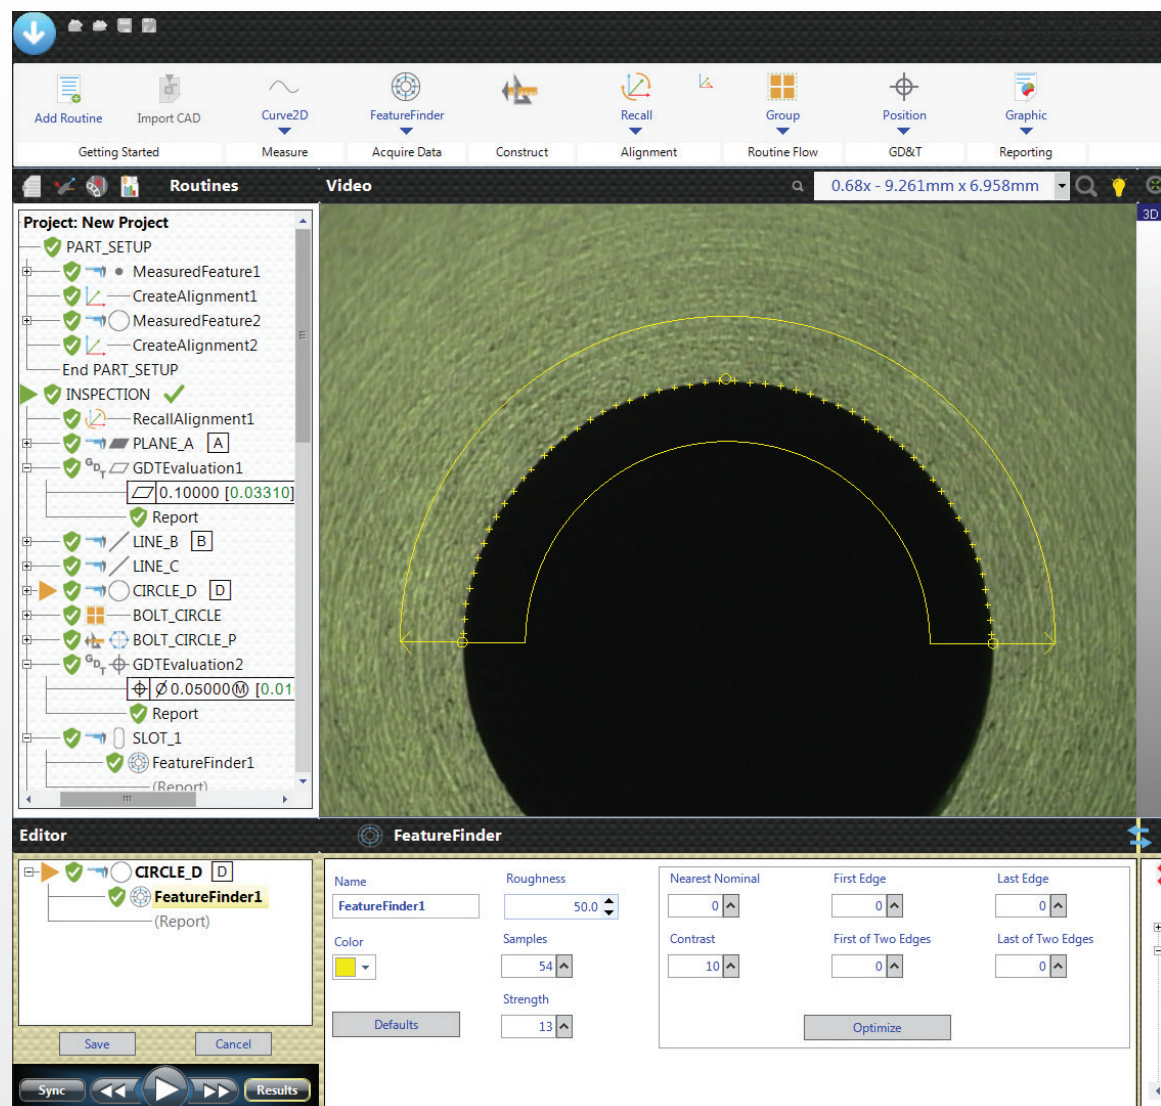 Add Routine
Import CAD
Curve2D
FeatureFinder
Recall
Group
Position
Graphic
Getting Started
Measure
Acquire Data
Construct
Alignment
Routine Flow
GD&T
Reporting
Routines
Video
0.68x - 9.261mm x 6.958mm
3D
Project: New Project
PART_SETUP
MeasuredFeature1
CreateAlignment1
MeasuredFeature2
CreateAlignment2
End PART_SETUP
INSPECTION
RecallAlignment1
PLANE_A A
GDT GDTEvaluation1
0.10000 [0.03310]
Report
LINE_B B
LINE_C
CIRCLE_D D
BOLT_CIRCLE
BOLT_CIRCLE_P
GDT GDTEvaluation2
Ø 0.05000Ⓜ [0.01
Report
SLOT_1
FeatureFinder1
(Report)
Editor
FeatureFinder
CIRCLE_D D
FeatureFinder1
(Report)
Save
Cancel
Sync
Results
Name
Roughness
Nearest Nominal
First Edge
Last Edge
FeatureFinder1
50.0
0
0
0
Color
Samples
Contrast
First of Two Edges
Last of Two Edges
54
10
0
0
Strength
Defaults
13
Optimize